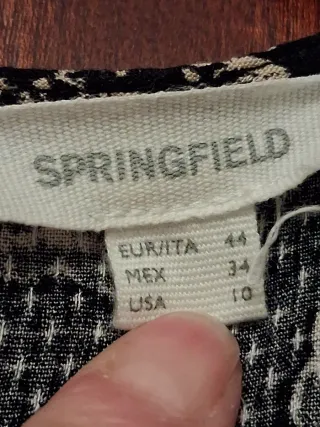 SPRINGFIELD
EUR/ITA 44
MEX 34
USA 10